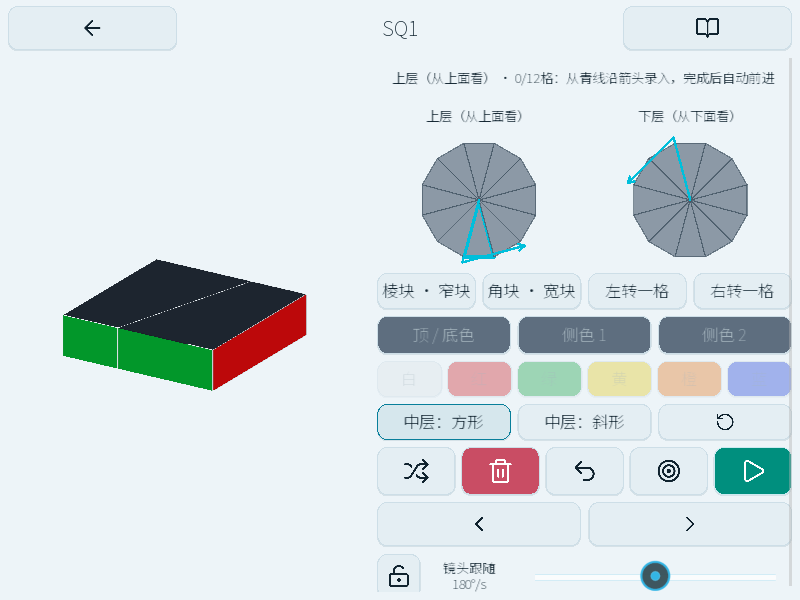 SQ1
上层（从上面看） · 0/12格：从青线沿箭头录入，完成后自动前进
上层（从上面看） 下层（从下面看）
棱块 · 窄块 角块 · 宽块 左转一格 右转一格
顶/底色 侧色 1 侧色 2
白 黄 橙
中层：方形 中层：斜形
镜头跟随
180°/s